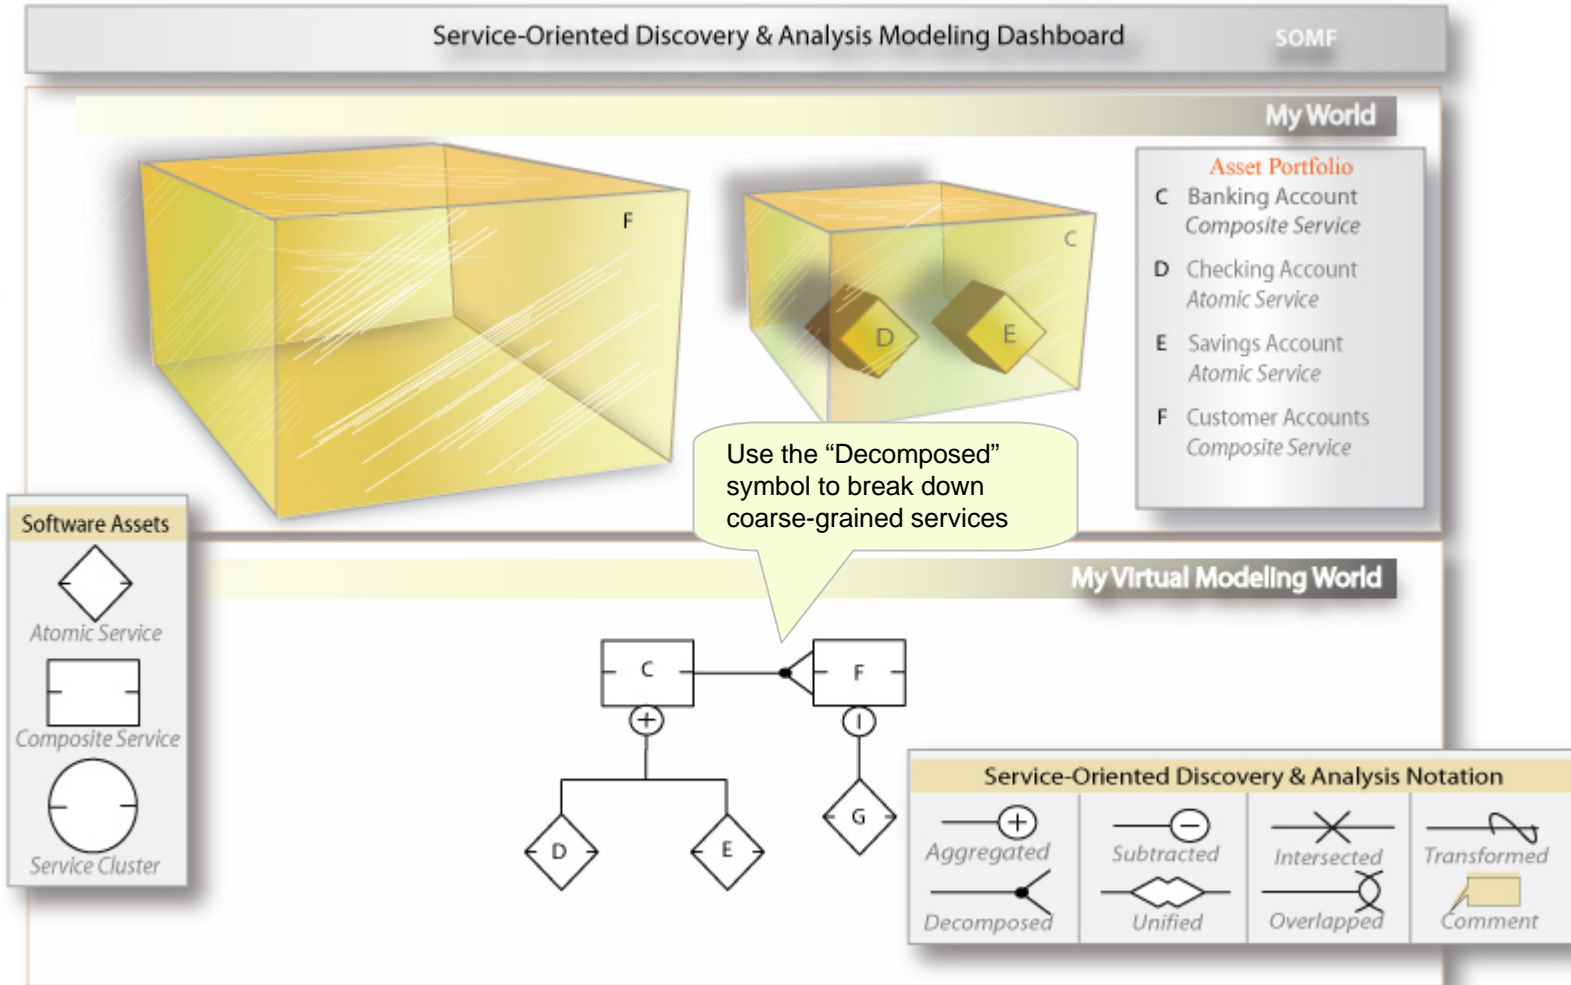 Service-Oriented Discovery & Analysis Modeling Dashboard
SOMF
My World
F
C
D
E
Asset Portfolio
C Banking Account
Composite Service
D Checking Account
Atomic Service
E Savings Account
Atomic Service
F Customer Accounts
Composite Service
Use the “Decomposed”
symbol to break down
coarse-grained services
Software Assets
Atomic Service
Composite Service
Service Cluster
My Virtual Modeling World
C
F
+
I
D
E
G
Service-Oriented Discovery & Analysis Notation
+
−
Aggregated
Subtracted
Intersected
Transformed
Decomposed
Unified
Overlapped
Comment